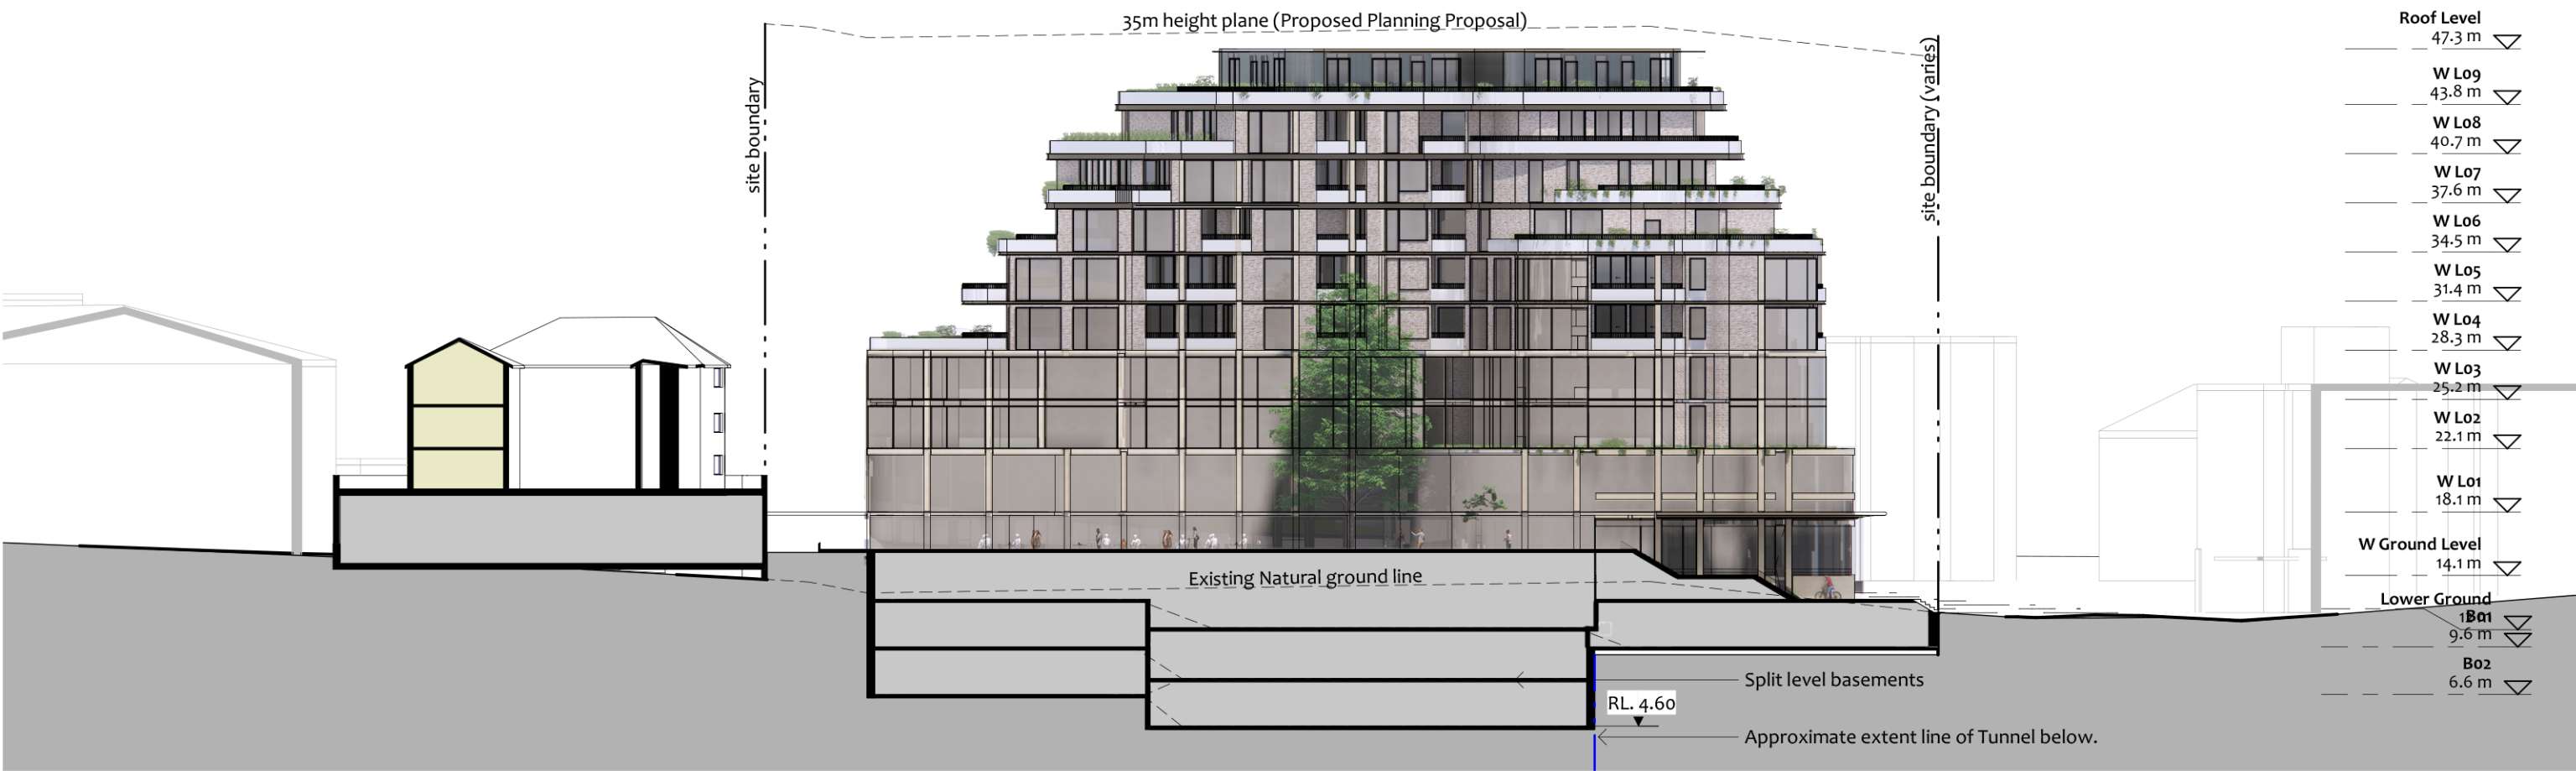 35m height plane (Proposed Planning Proposal)
site boundary
site boundary (varies)
Roof Level
47.3 m
W L09
43.8 m
W L08
40.7 m
W L07
37.6 m
W L06
34.5 m
W L05
31.4 m
W L04
28.3 m
W L03
25.2 m
W L02
22.1 m
W L01
18.1 m
W Ground Level
14.1 m
Lower Ground
B01
9.6 m
B02
6.6 m
Existing Natural ground line
Split level basements
RL. 4.60
Approximate extent line of Tunnel below.